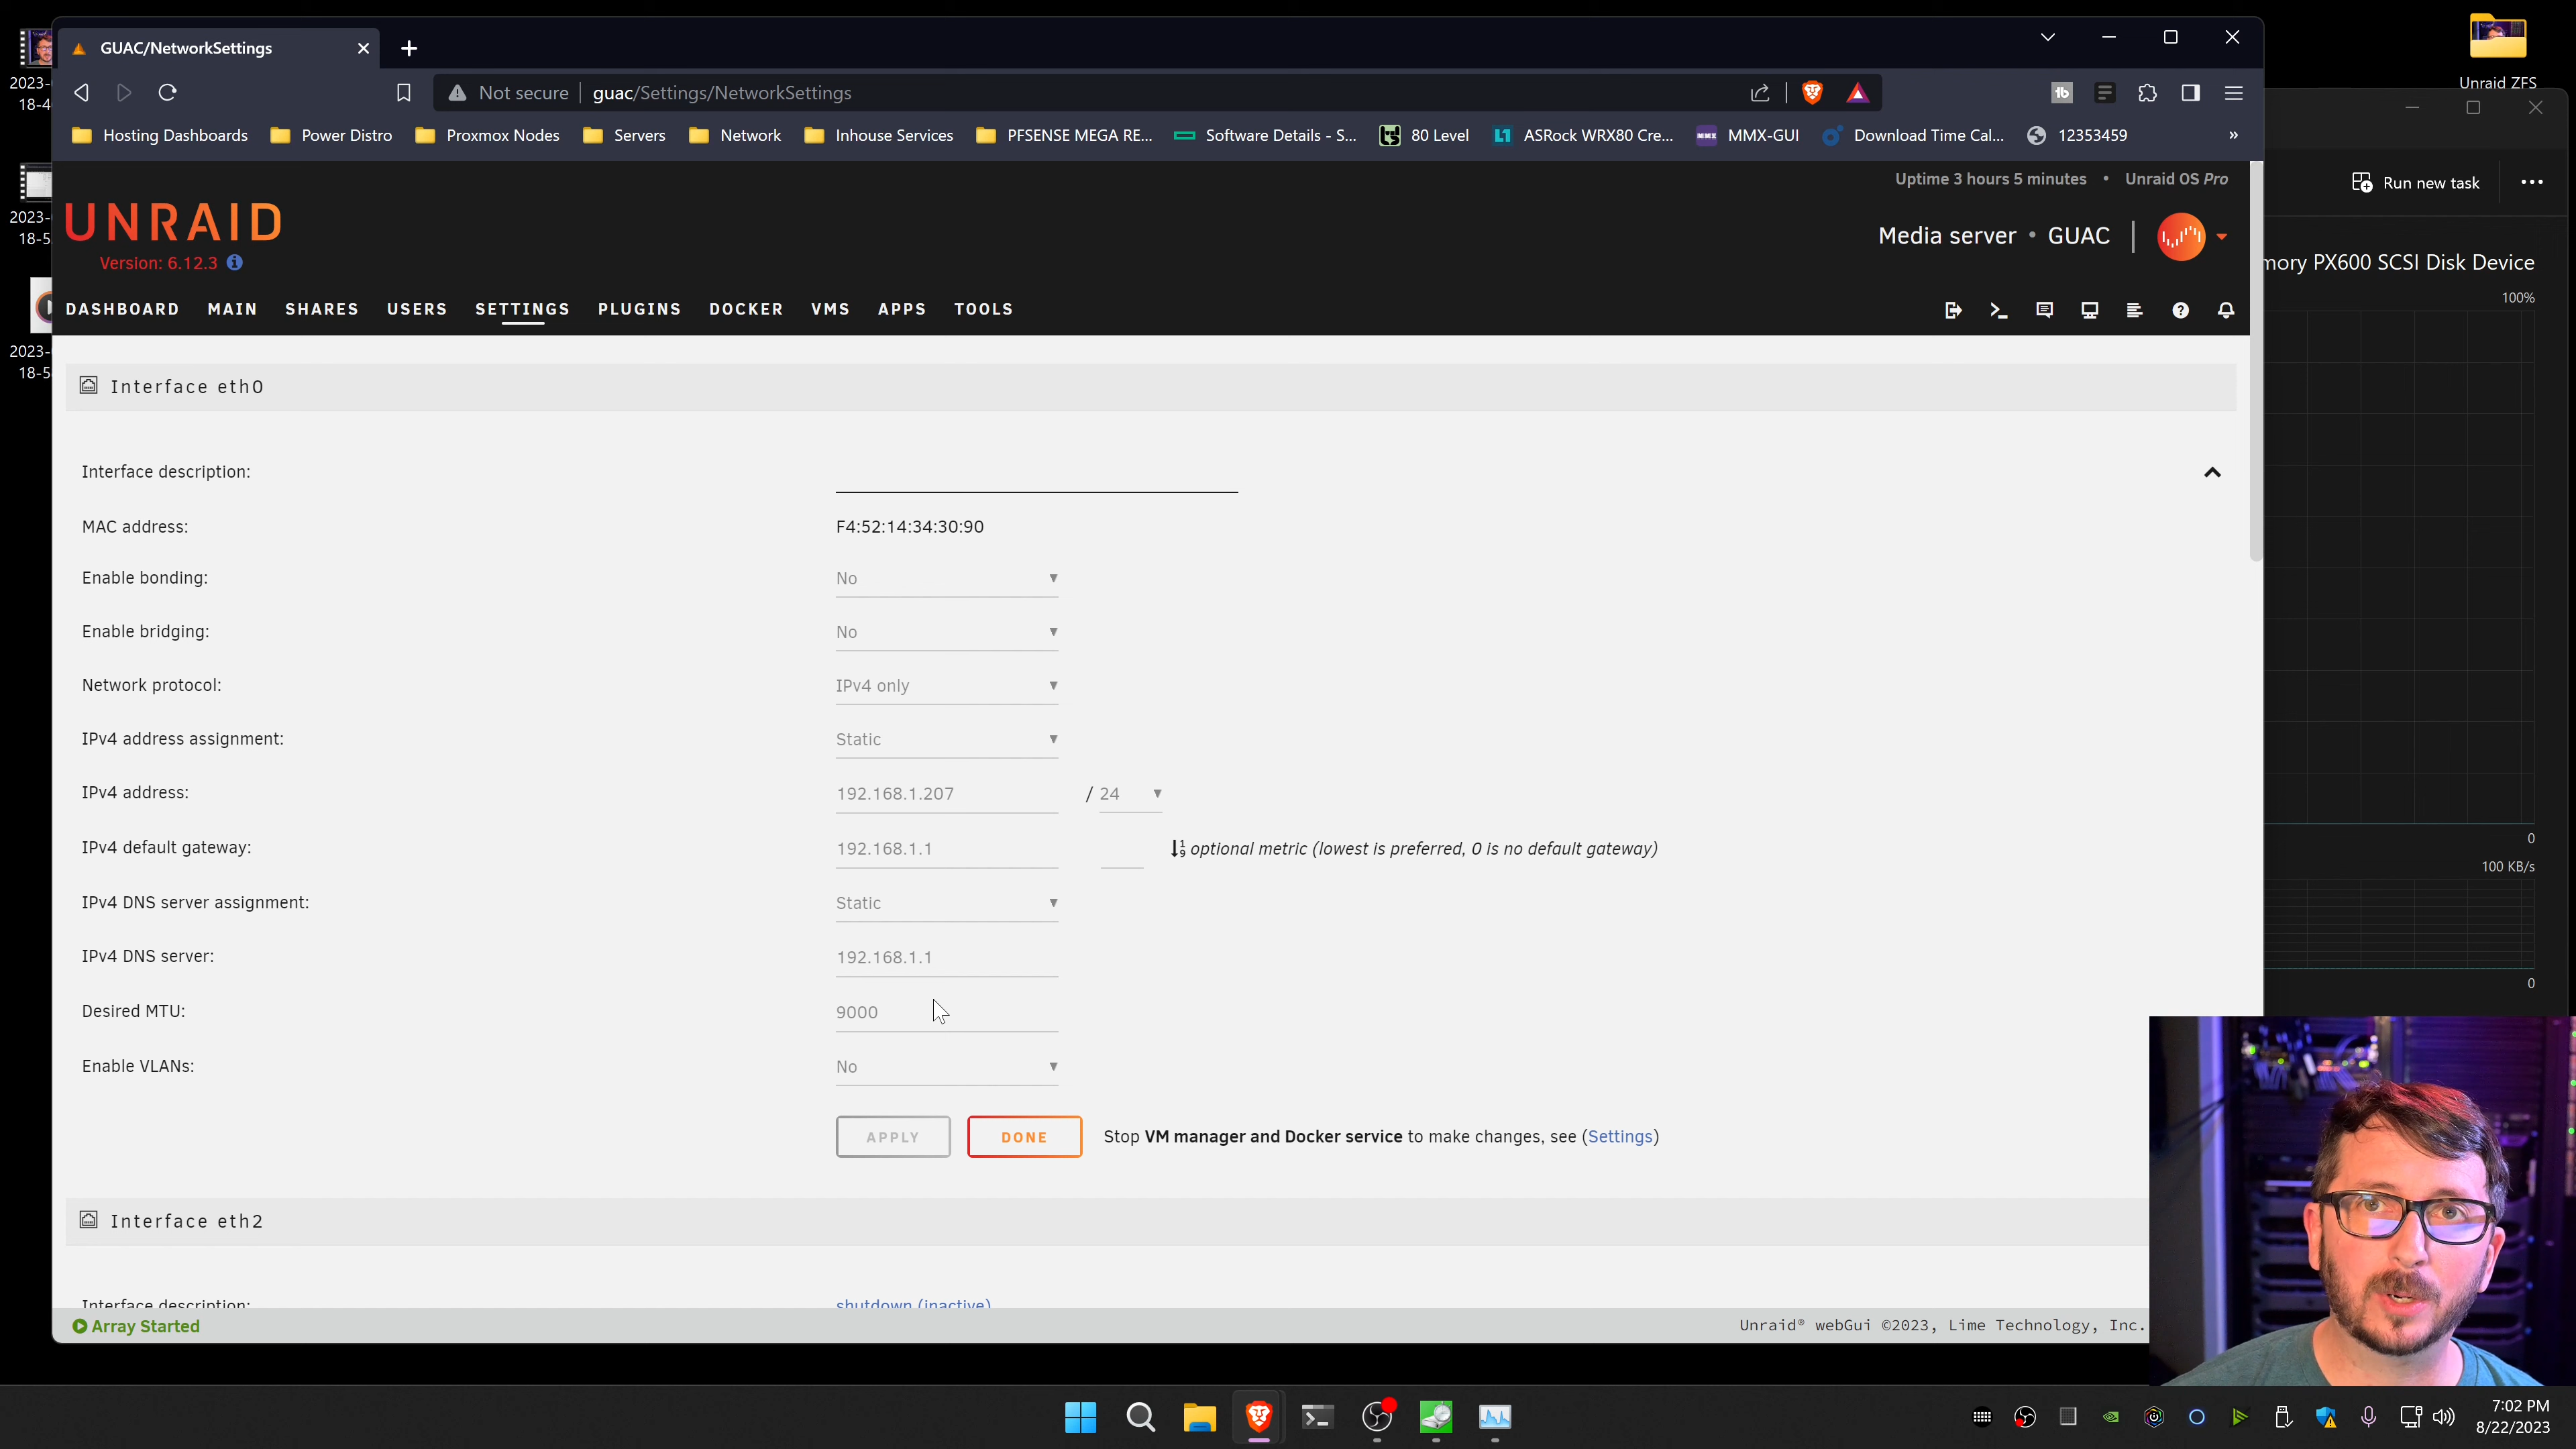 GUAC/NetworkSettings
Unraid ZFS
2023-
18-4
Not secure
guac/Settings/NetworkSettings
Hosting Dashboards
Power Distro
Proxmox Nodes
Servers
Network
Inhouse Services
PFSENSE MEGA RE...
Software Details - S...
80 Level
ASRock WRX80 Cre...
MMX-GUI
Download Time Cal...
12353459
»
Uptime 3 hours 5 minutes • Unraid OS Pro
Run new task
2023-
18-5
UNRAID
Version: 6.12.3
Media server • GUAC
mory PX600 SCSI Disk Device
100%
DASHBOARD MAIN SHARES USERS SETTINGS PLUGINS DOCKER VMS APPS TOOLS
2023-
18-5
Interface eth0
Interface description:
MAC address: F4:52:14:34:30:90
Enable bonding: No
Enable bridging: No
Network protocol: IPv4 only
IPv4 address assignment: Static
IPv4 address: 192.168.1.207 / 24
IPv4 default gateway: 192.168.1.1 optional metric (lowest is preferred, 0 is no default gateway)
0
100 KB/s
IPv4 DNS server assignment: Static
IPv4 DNS server: 192.168.1.1
0
Desired MTU: 9000
Enable VLANs: No
APPLY DONE Stop VM manager and Docker service to make changes, see (Settings)
Interface eth2
Interface description: shutdown (inactive)
Array Started
Unraid® webGui ©2023, Lime Technology, Inc.
7:02 PM
8/22/2023